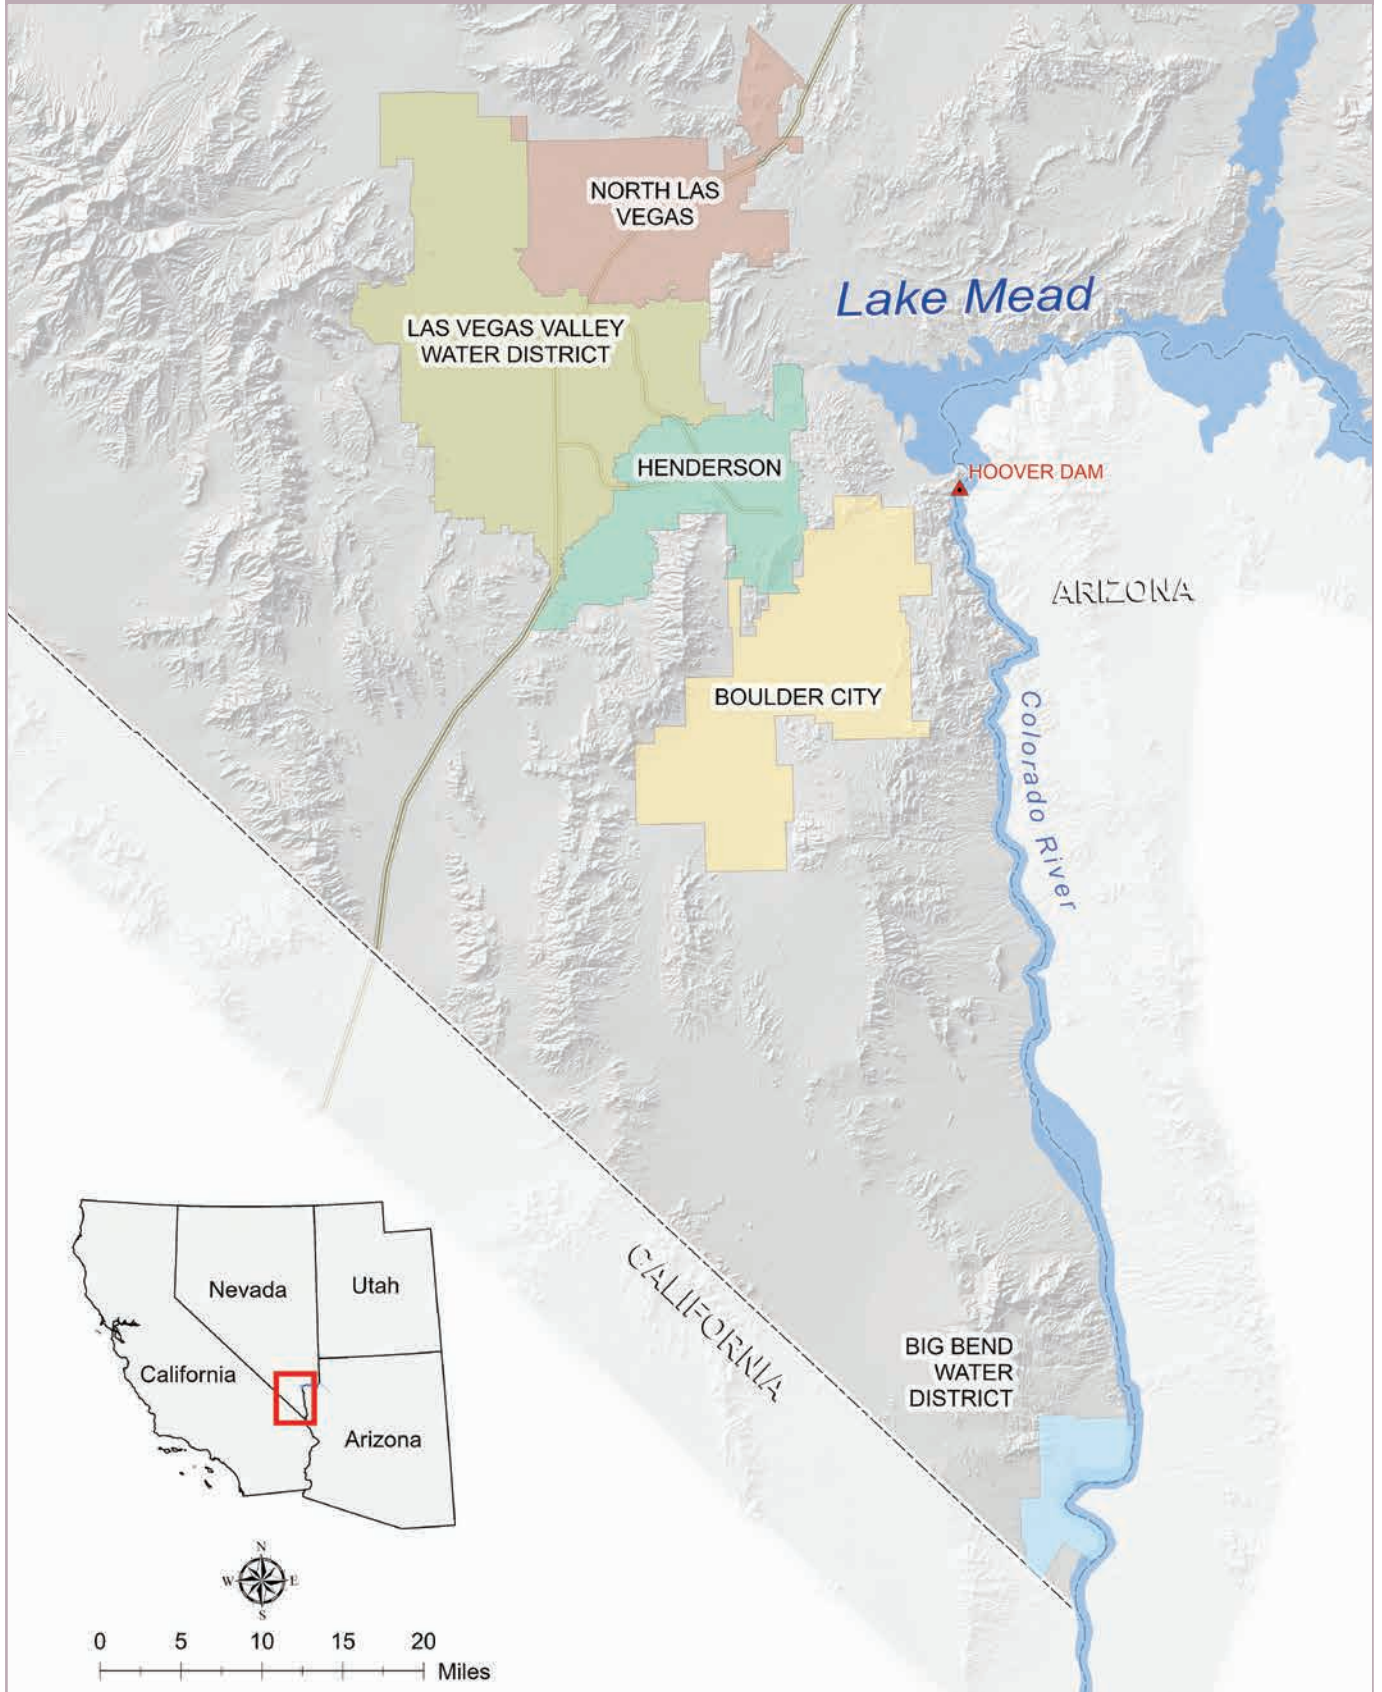 NORTH LAS
VEGAS
Lake Mead
LAS VEGAS VALLEY
WATER DISTRICT
HENDERSON
HOOVER DAM
ARIZONA
BOULDER CITY
Colorado River
CALIFORNIA
Nevada
Utah
California
Arizona
BIG BEND
WATER
DISTRICT
N
W E
S
0 5 10 15 20
Miles